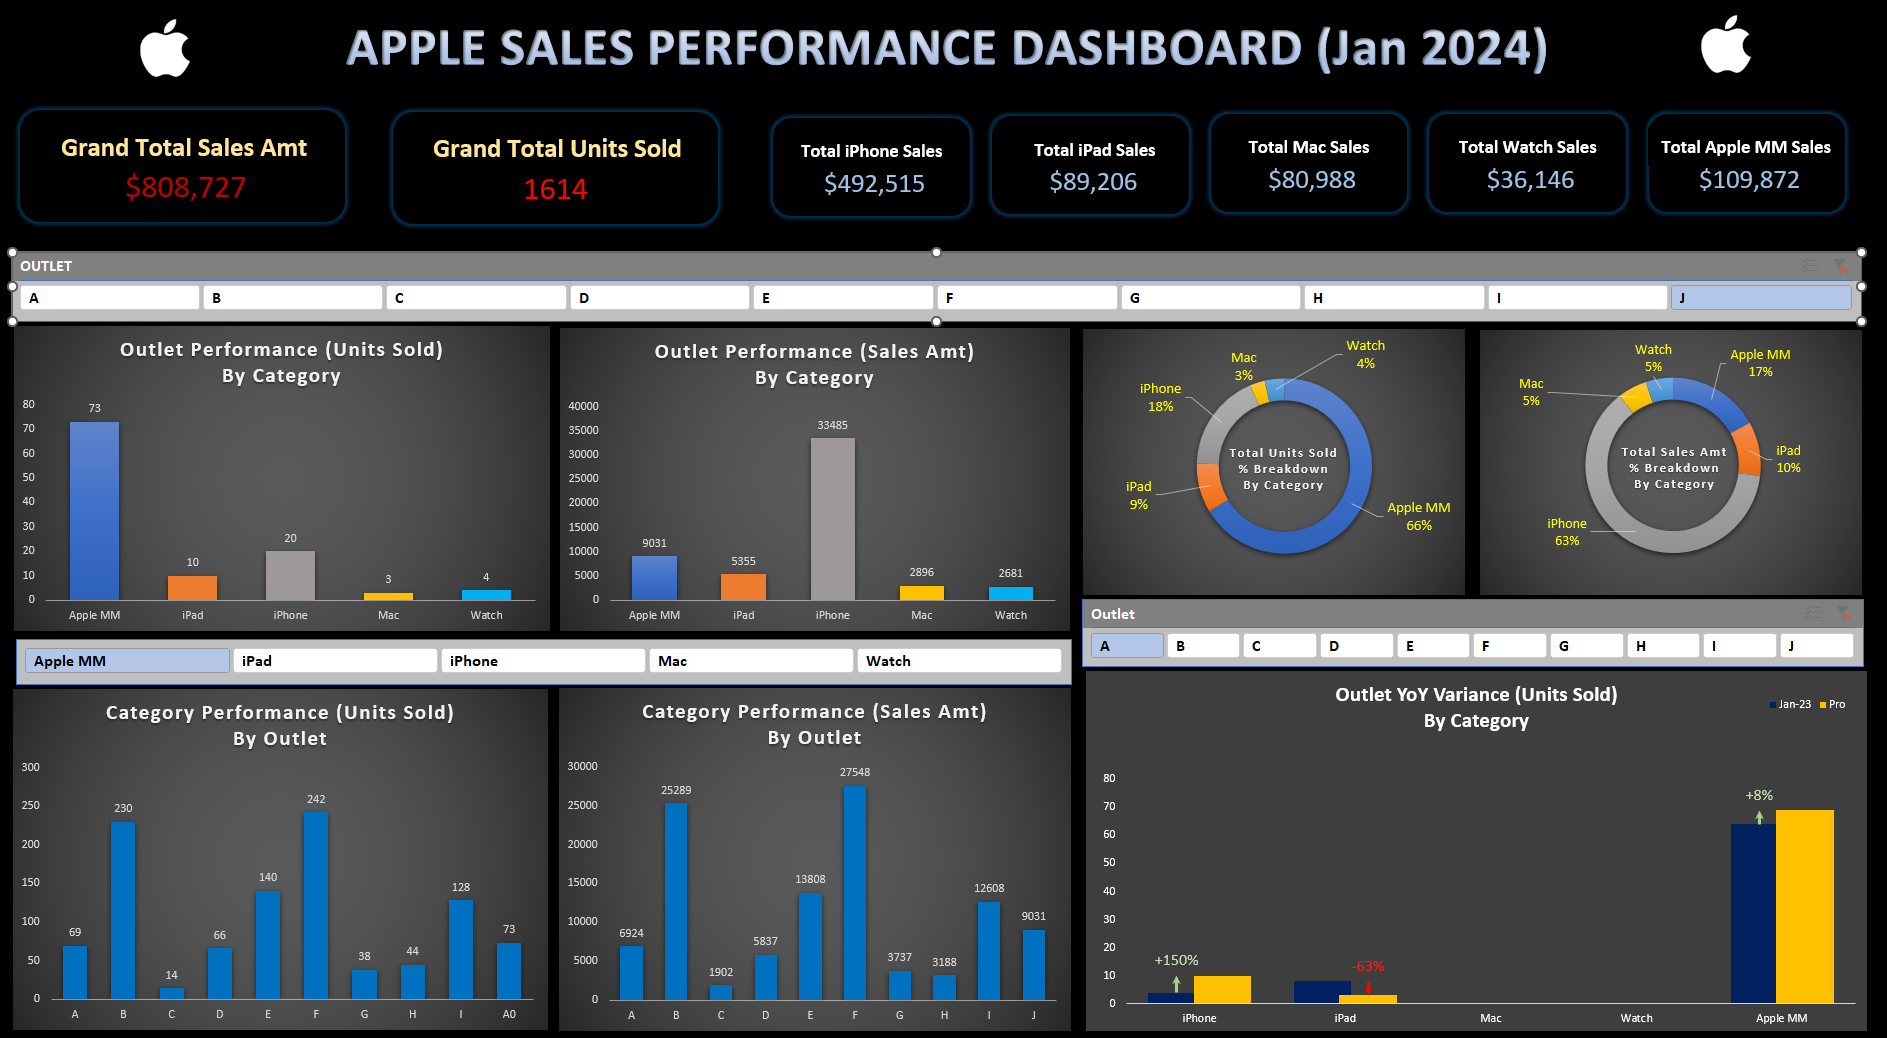 APPLE SALES PERFORMANCE DASHBOARD (Jan 2024)
Grand Total Sales Amt
$808,727
Grand Total Units Sold
1614
Total iPhone Sales
$492,515
Total iPad Sales
$89,206
Total Mac Sales
$80,988
Total Watch Sales
$36,146
Total Apple MM Sales
$109,872
OUTLET
A B C D E F G H I J
Outlet Performance (Units Sold)
By Category
80
70
60
50
40
30
20
10
0
73
10
20
3
4
Apple MM iPad iPhone Mac Watch
Outlet Performance (Sales Amt)
By Category
40000
35000
30000
25000
20000
15000
10000
5000
0
9031
5355
33485
2896
2681
Apple MM iPad iPhone Mac Watch
Watch
4%
Mac
3%
iPhone
18%
iPad
9%
Apple MM
66%
Total Units Sold
% Breakdown
By Category
Watch
5%
Apple MM
17%
Mac
5%
iPad
10%
iPhone
63%
Total Sales Amt
% Breakdown
By Category
Outlet
A B C D E F G H I J
Apple MM iPad iPhone Mac Watch
Category Performance (Units Sold)
By Outlet
300
250
200
150
100
50
0
69
230
14
66
140
242
38
44
128
73
A B C D E F G H I A0
Category Performance (Sales Amt)
By Outlet
30000
25000
20000
15000
10000
5000
0
6924
25289
1902
5837
13808
27548
3737
3188
12608
9031
A B C D E F G H I J
Outlet YoY Variance (Units Sold)
By Category
Jan-23 Pro
80
70
60
50
40
30
20
10
0
+150%
-63%
+8%
iPhone iPad Mac Watch Apple MM